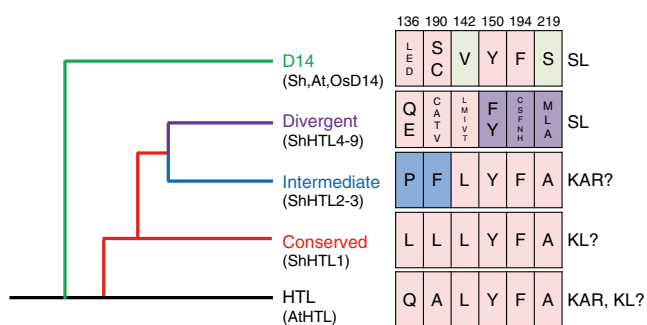 136 190 142 150 194 219
D14
(Sh,At,OsD14)
L E D
S C
V
Y
F
S
SL
Divergent
(ShHTL4-9)
Q E
C A T V
L M I V T
F Y
C S F N H
M L A
SL
Intermediate
(ShHTL2-3)
P F L Y F A
KAR?
Conserved
(ShHTL1)
L L L Y F A
KL?
HTL
(AtHTL)
Q A L Y F A
KAR, KL?